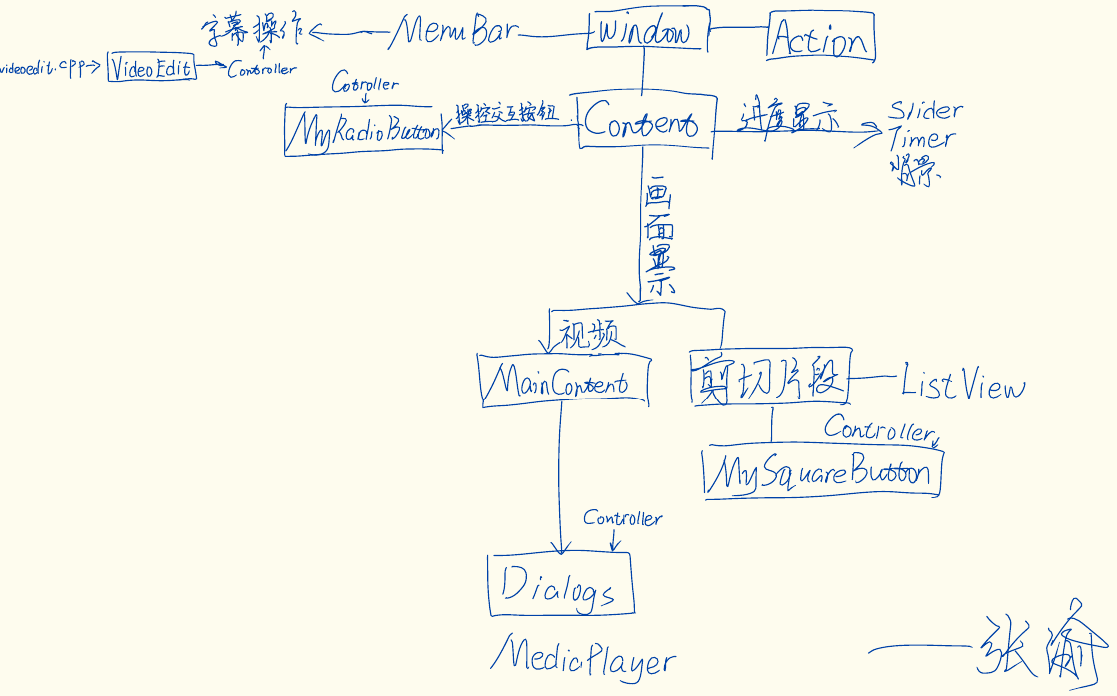 字幕操作
MenuBar
Window
Action
videoedit.cpp
VideoEdit
Controller
Cotroller
MyRadioButton
操控交互按钮
Content
进度显示
Slider
Timer
背景
画面显示
视频
MainContent
剪切片段
ListView
Controller
MySquareButton
Controller
Dialogs
MediaPlayer
张渝